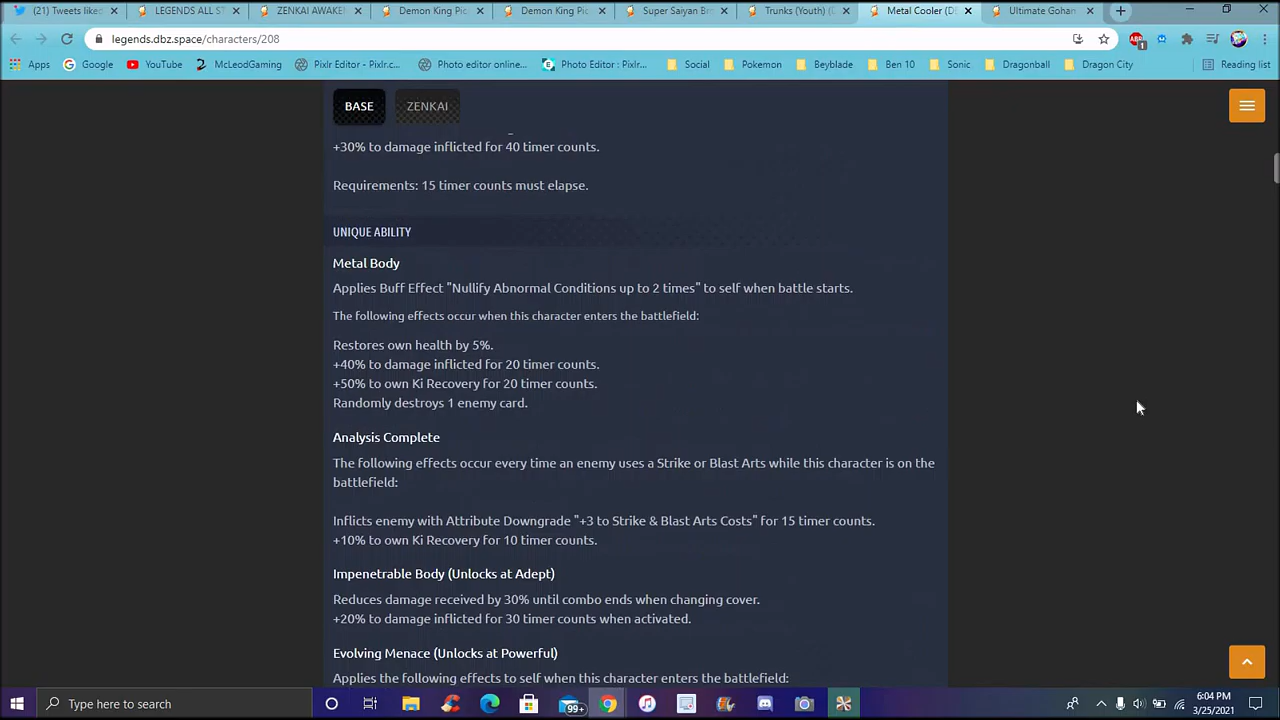 (21) Tweets liked
LEGENDS ALL ST
ZENKAI AWAKEN
Demon King Pic
Demon King Pic
Super Saiyan Bro
Trunks (Youth) (
Metal Cooler (DB
Ultimate Gohan
legends.dbz.space/characters/208
Apps
Google
YouTube
McLeodGaming
Pixlr Editor - Pixlr.c...
Photo editor online...
Photo Editor : Pixlr...
Social
Pokemon
Beyblade
Ben 10
Sonic
Dragonball
Dragon City
Reading list
BASE
ZENKAI
+30% to damage inflicted for 40 timer counts.
Requirements: 15 timer counts must elapse.
UNIQUE ABILITY
Metal Body
Applies Buff Effect "Nullify Abnormal Conditions up to 2 times" to self when battle starts.
The following effects occur when this character enters the battlefield:
Restores own health by 5%.
+40% to damage inflicted for 20 timer counts.
+50% to own Ki Recovery for 20 timer counts.
Randomly destroys 1 enemy card.
Analysis Complete
The following effects occur every time an enemy uses a Strike or Blast Arts while this character is on the
battlefield:
Inflicts enemy with Attribute Downgrade "+3 to Strike & Blast Arts Costs" for 15 timer counts.
+10% to own Ki Recovery for 10 timer counts.
Impenetrable Body (Unlocks at Adept)
Reduces damage received by 30% until combo ends when changing cover.
+20% to damage inflicted for 30 timer counts when activated.
Evolving Menace (Unlocks at Powerful)
Applies the following effects to self when this character enters the battlefield:
Type here to search
99+
6:04 PM
3/25/2021